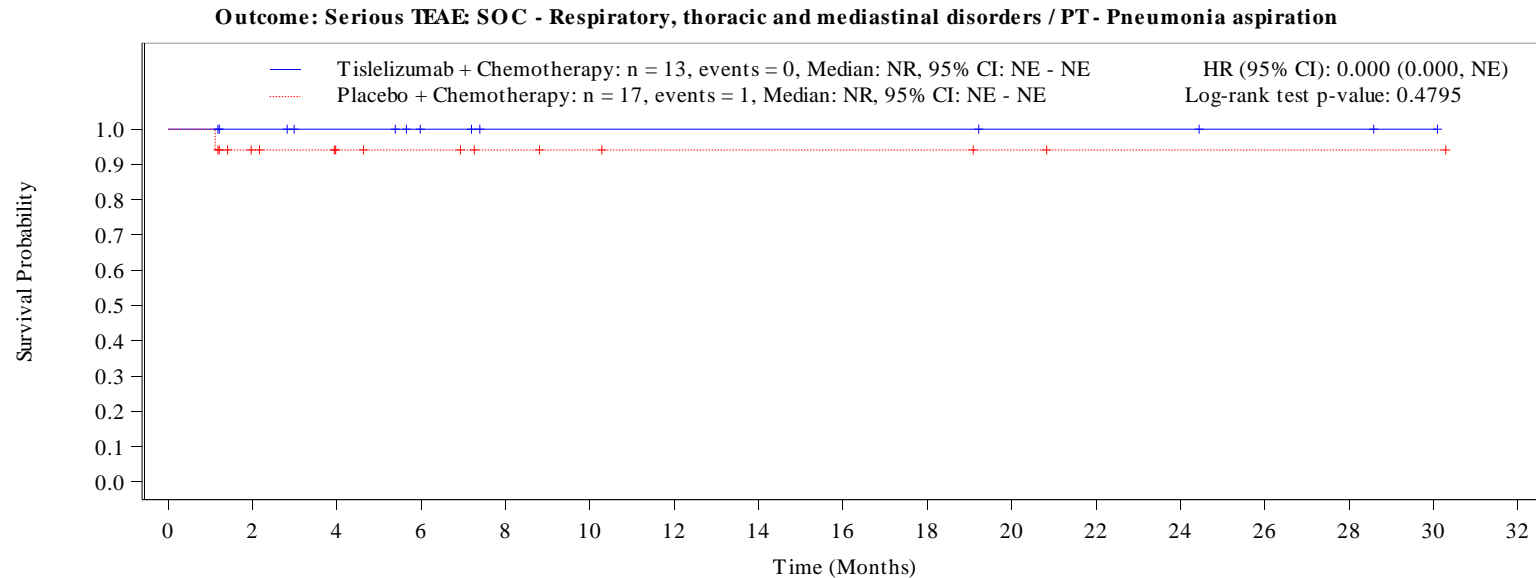 Outcome: Serious TEAE: SOC - Respiratory, thoracic and mediastinal disorders / PT - Pneumonia aspiration
Tislelizumab + Chemotherapy: n = 13, events = 0, Median: NR, 95% CI: NE - NE HR (95% CI): 0.000 (0.000, NE)
Placebo + Chemotherapy: n = 17, events = 1, Median: NR, 95% CI: NE - NE Log-rank test p-value: 0.4795
1.0
0.9
0.8
0.7
0.6
0.5
0.4
0.3
0.2
0.1
0.0
Survival Probability
0 2 4 6 8 10 12 14 16 18 20 22 24 26 28 30 32
Time (Months)